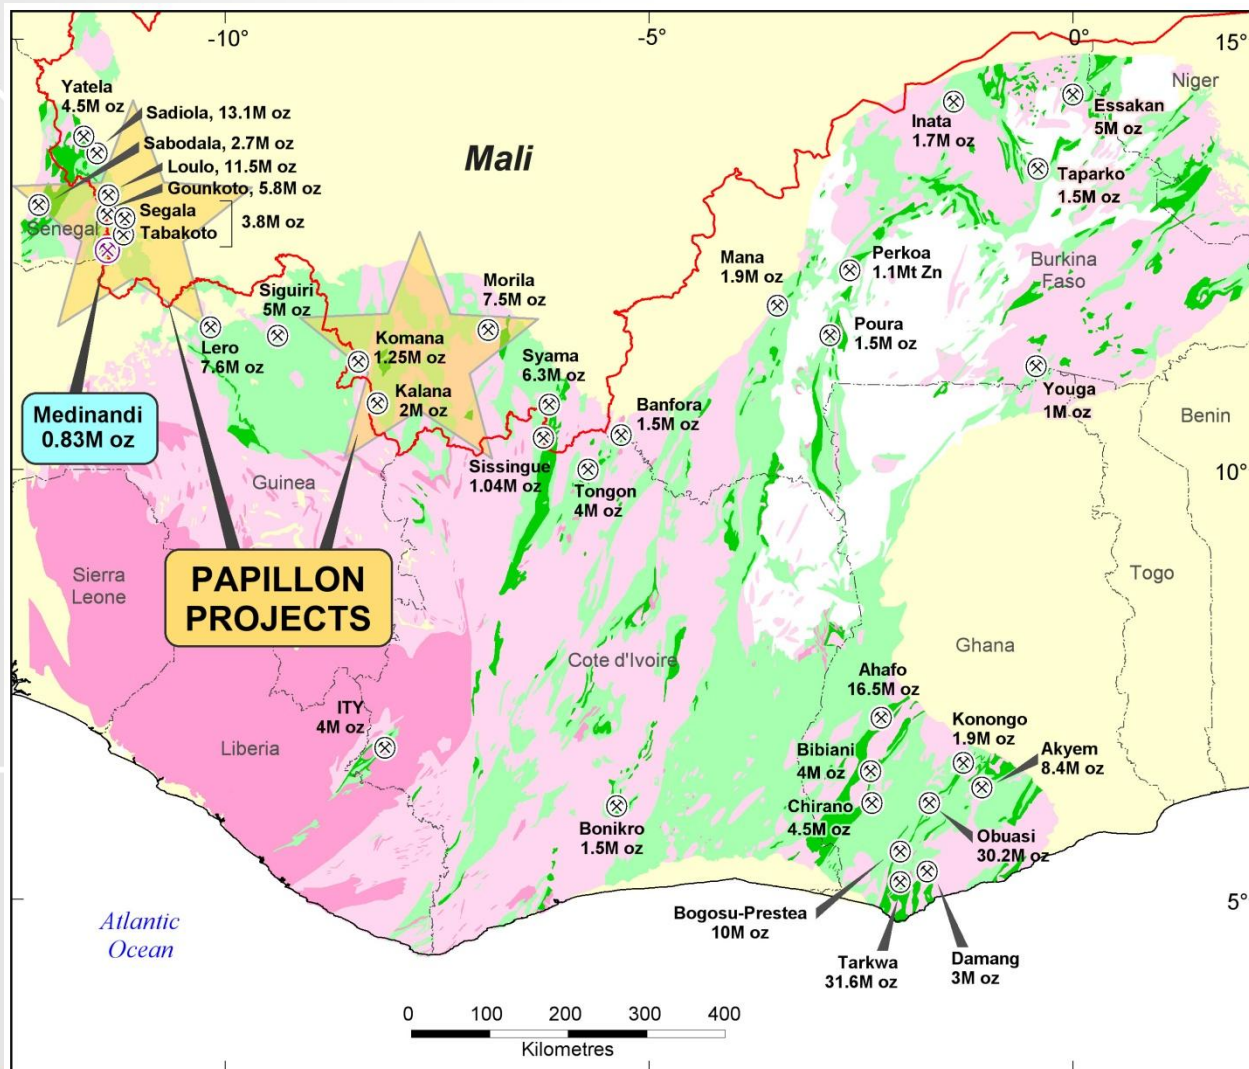 -10°
-5°
0°
15°
Yatela
4.5M oz
Sadiola, 13.1M oz
Sabodala, 2.7M oz
Loulo, 11.5M oz
Gounkoto, 5.8M oz
Segala
Tabakoto
3.8M oz
Senegal
Mali
Niger
Inata
1.7M oz
Essakan
5M oz
Taparko
1.5M oz
Mana
1.9M oz
Perkoa
1.1Mt Zn
Burkina
Faso
Poura
1.5M oz
Youga
1M oz
Benin
Siguiri
5M oz
Lero
7.6M oz
Morila
7.5M oz
Komana
1.25M oz
Kalana
2M oz
Syama
6.3M oz
Banfora
1.5M oz
Sissingue
1.04M oz
Tongon
4M oz
10°
Medinandi
0.83M oz
Guinea
PAPILLON
PROJECTS
Sierra
Leone
Togo
Ghana
Cote d'Ivoire
Liberia
ITY
4M oz
Bonikro
1.5M oz
Ahafo
16.5M oz
Konongo
1.9M oz
Akyem
8.4M oz
Bibiani
4M oz
Chirano
4.5M oz
Obuasi
30.2M oz
Bogosu-Prestea
10M oz
Tarkwa
31.6M oz
Damang
3M oz
5°
Atlantic
Ocean
0 100 200 300 400
Kilometres